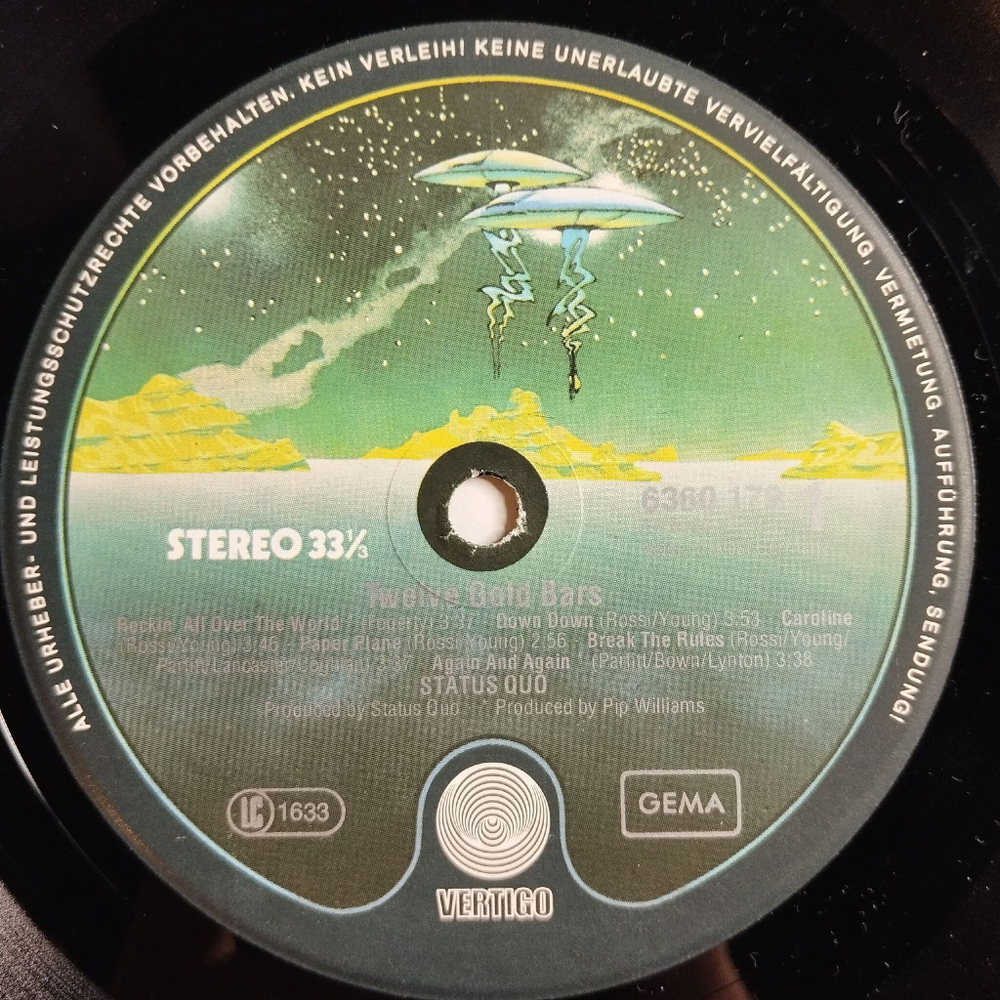 ALLE URHEBER- UND LEISTUNGSSCHUTZRECHTE VORBEHALTEN. KEIN VERLEIH! KEINE UNERLAUBTE VERVIELFÄLTIGUNG, VERMIETUNG, AUFFÜHRUNG, SENDUNG!
6360 178 1
STEREO 33⅓
Twelve Gold Bars
Rockin' All Over The World (Fogerty) 3:37 Down Down (Rossi/Young) 3:53 Caroline
(Rossi/Young) 3:46 Paper Plane (Rossi/Young) 2:56 Break The Rules (Rossi/Young/
Parfitt/Lancaster/Coghlan) 3:37 Again And Again (Parfitt/Bown/Lynton) 3:38
STATUS QUO
Produced by Status Quo * Produced by Pip Williams
LC 1633
GEMA
VERTIGO